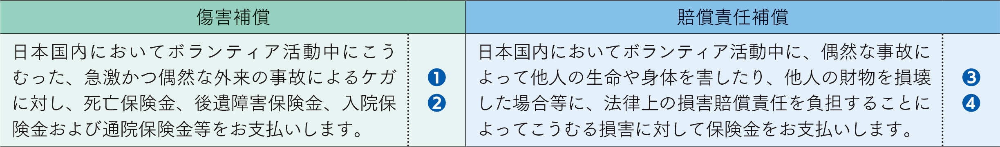 傷害補償
日本国内においてボランティア活動中にこう
むった、急激かつ偶然な外来の事故によるケガ
に対し、死亡保険金、後遺障害保険金、入院保
険金および通院保険金等をお支払いします。
❶
❷
賠償責任補償
日本国内においてボランティア活動中に、偶然な事故に
よって他人の生命や身体を害したり、他人の財物を損壊
した場合等に、法律上の損害賠償責任を負担することに
よってこうむる損害に対して保険金をお支払いします。
❸
❹